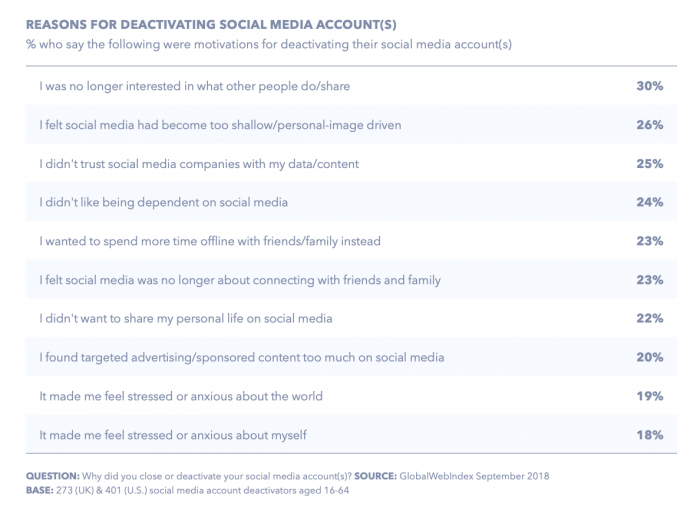 REASONS FOR DEACTIVATING SOCIAL MEDIA ACCOUNT(S)
% who say the following were motivations for deactivating their social media account(s)
I was no longer interested in what other people do/share 30%
I felt social media had become too shallow/personal-image driven 26%
I didn't trust social media companies with my data/content 25%
I didn't like being dependent on social media 24%
I wanted to spend more time offline with friends/family instead 23%
I felt social media was no longer about connecting with friends and family 23%
I didn't want to share my personal life on social media 22%
I found targeted advertising/sponsored content too much on social media 20%
It made me feel stressed or anxious about the world 19%
It made me feel stressed or anxious about myself 18%
QUESTION: Why did you close or deactivate your social media account(s)? SOURCE: GlobalWebIndex September 2018
BASE: 273 (UK) & 401 (U.S.) social media account deactivators aged 16-64